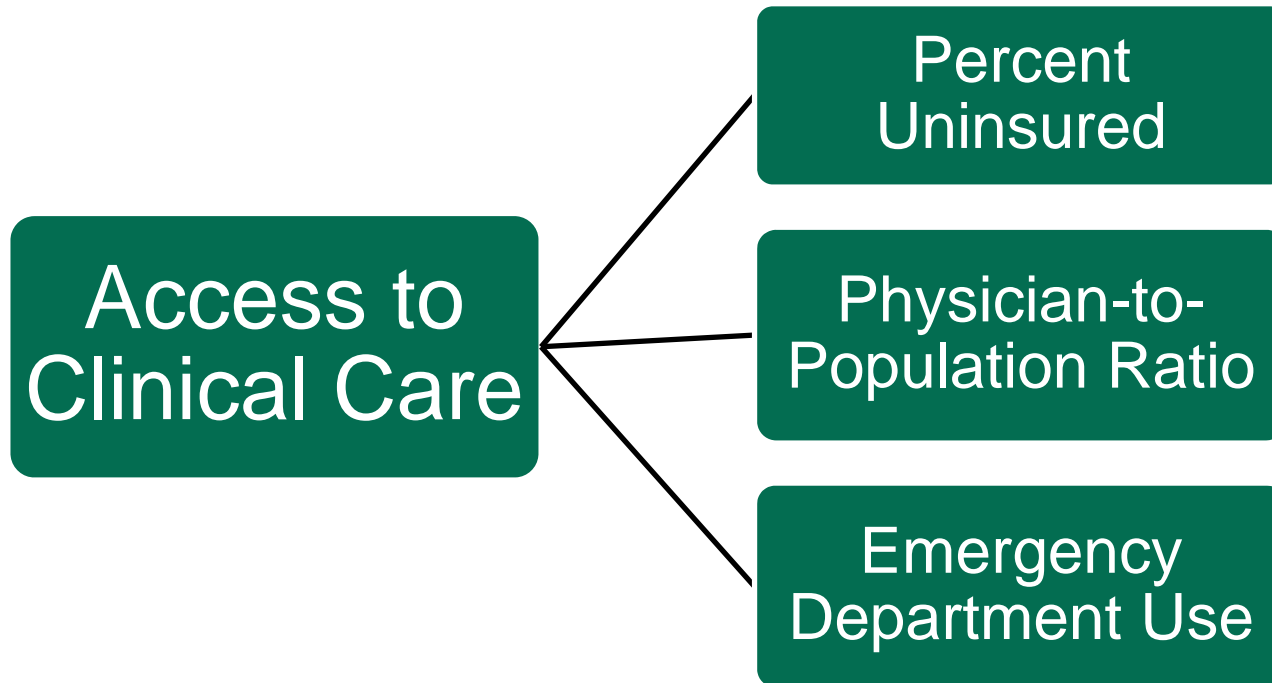 Access to
Clinical Care
Percent
Uninsured
Physician-to-
Population Ratio
Emergency
Department Use